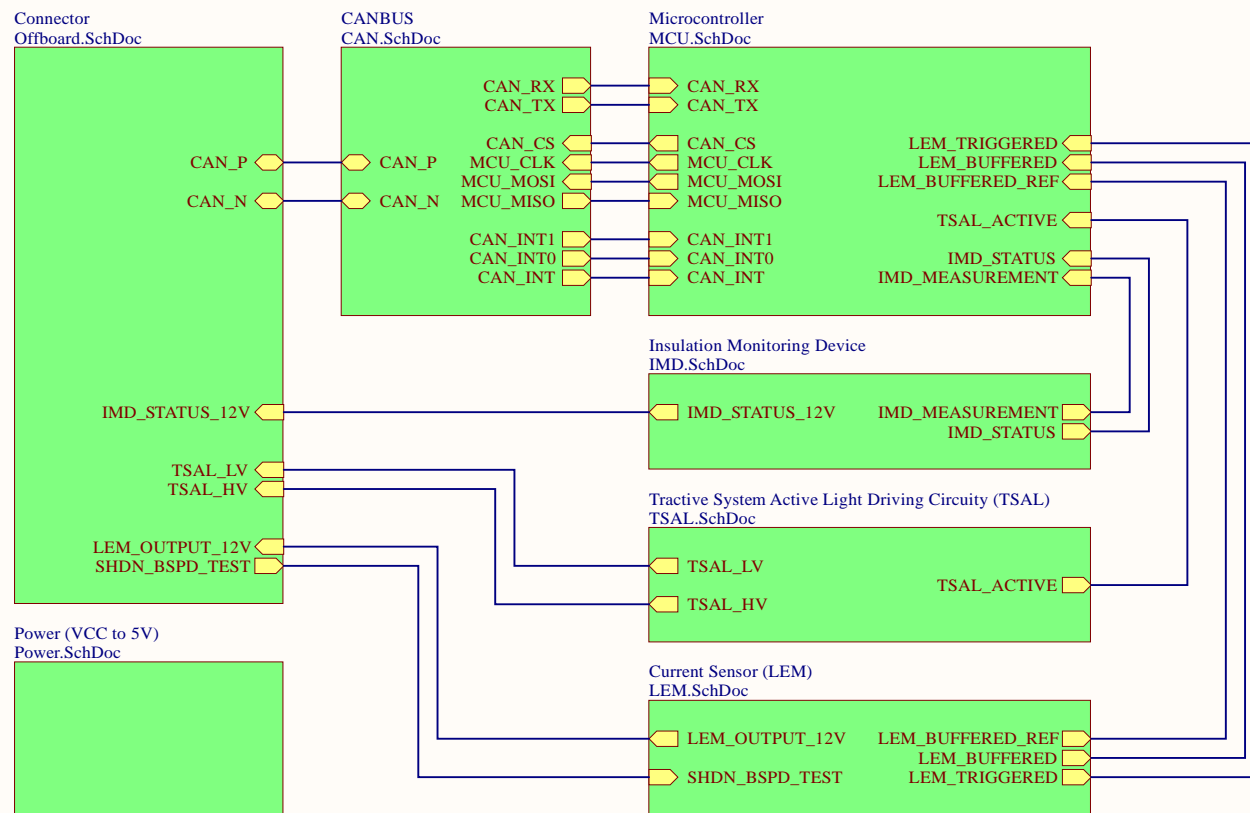 Connector
Offboard.SchDoc
CAN_P
CAN_N
IMD_STATUS_12V
TSAL_LV
TSAL_HV
LEM_OUTPUT_12V
SHDN_BSPD_TEST
Power (VCC to 5V)
Power.SchDoc
CANBUS
CAN.SchDoc
CAN_RX
CAN_TX
CAN_CS
CAN_P
MCU_CLK
MCU_MOSI
CAN_N
MCU_MISO
CAN_INT1
CAN_INT0
CAN_INT
Microcontroller
MCU.SchDoc
CAN_RX
CAN_TX
CAN_CS
LEM_TRIGGERED
MCU_CLK
LEM_BUFFERED
MCU_MOSI
LEM_BUFFERED_REF
MCU_MISO
TSAL_ACTIVE
CAN_INT1
CAN_INT0
IMD_STATUS
CAN_INT
IMD_MEASUREMENT
Insulation Monitoring Device
IMD.SchDoc
IMD_STATUS_12V
IMD_MEASUREMENT
IMD_STATUS
Tractive System Active Light Driving Circuity (TSAL)
TSAL.SchDoc
TSAL_LV
TSAL_ACTIVE
TSAL_HV
Current Sensor (LEM)
LEM.SchDoc
LEM_OUTPUT_12V
LEM_BUFFERED_REF
LEM_BUFFERED
SHDN_BSPD_TEST
LEM_TRIGGERED